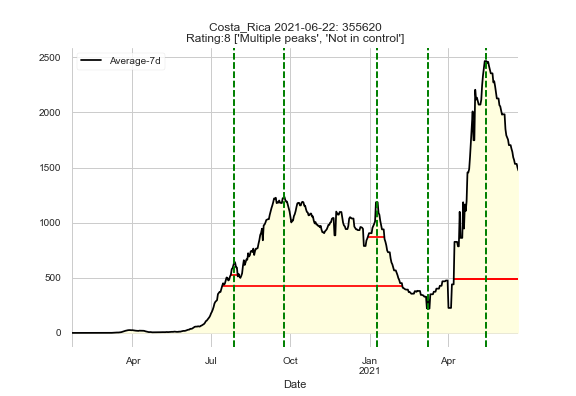 Costa_Rica 2021-06-22: 355620
Rating:8 ['Multiple peaks', 'Not in control']
Average-7d
2500
2000
1500
1000
500
0
Apr
Jul
Oct
Jan
2021
Apr
Date